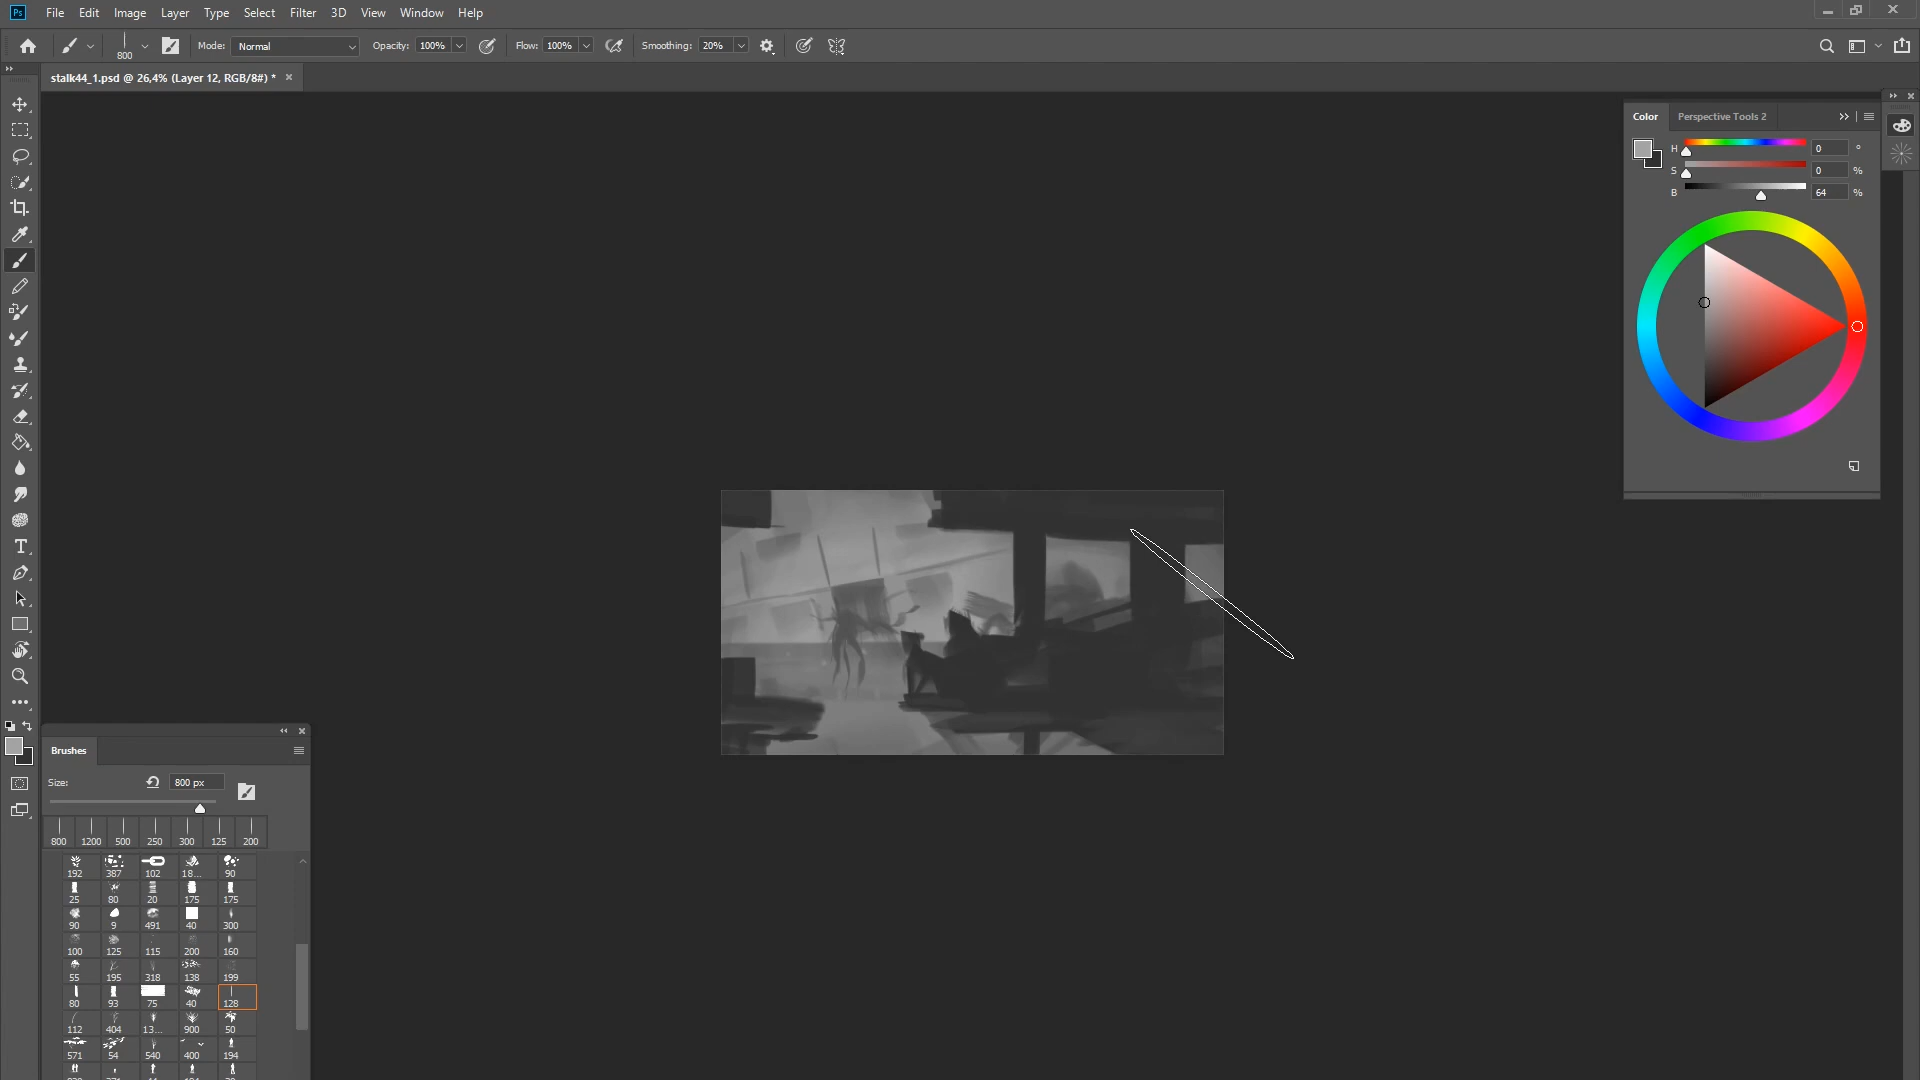 Ps File Edit Image Layer Type Select Filter 3D View Window Help
800 Mode: Normal Opacity: 100% Flow: 100% Smoothing: 20%
stalk44_1.psd @ 26,4% (Layer 12, RGB/8#) *
Color Perspective Tools 2
H 0 °
S 0 %
B 64 %
Brushes
Size: 800 px
800 1200 500 250 300 125 200
192 387 102 18... 90
25 80 20 175 175
90 9 491 40 300
100 125 115 200 160
55 195 318 138 199
80 93 75 40 128
112 404 13... 900 50
571 54 540 400 194